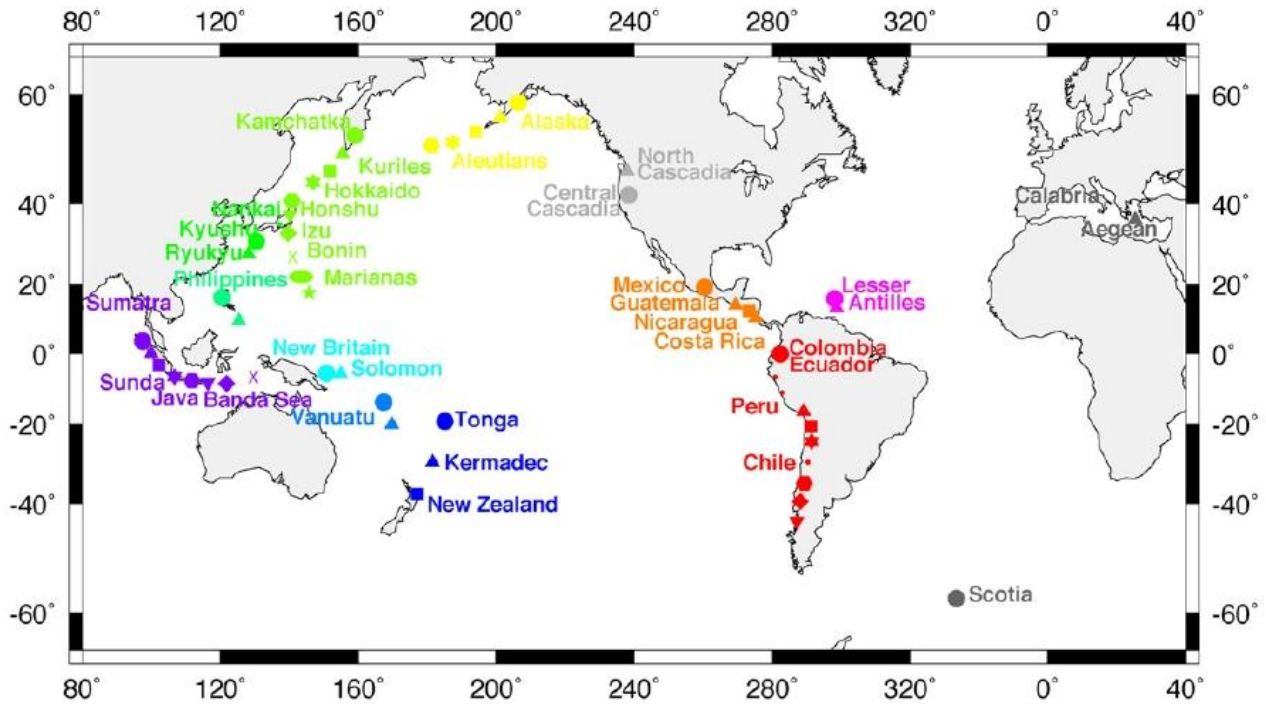 80° 120° 160° 200° 240° 280° 320° 0° 40°
60° 60°
Kamchatka
Alaska
Aleutians
North
Cascadia
Kuriles
Hokkaido
Central
Cascadia
Calabria
40° 40°
Nankai Honshu
Kyushu Izu
Aegean
Ryukyu Bonin
Philippines Marianas
20° 20°
Mexico
Guatemala
Nicaragua
Costa Rica
Lesser
Antilles
Sumatra
0° 0°
New Britain
Solomon
Colombia
Ecuador
Sunda
Java Banda Sea
Peru
Vanuatu Tonga
-20° -20°
Kermadec
Chile
-40° -40°
New Zealand
Scotia
-60° -60°
80° 120° 160° 200° 240° 280° 320° 0° 40°